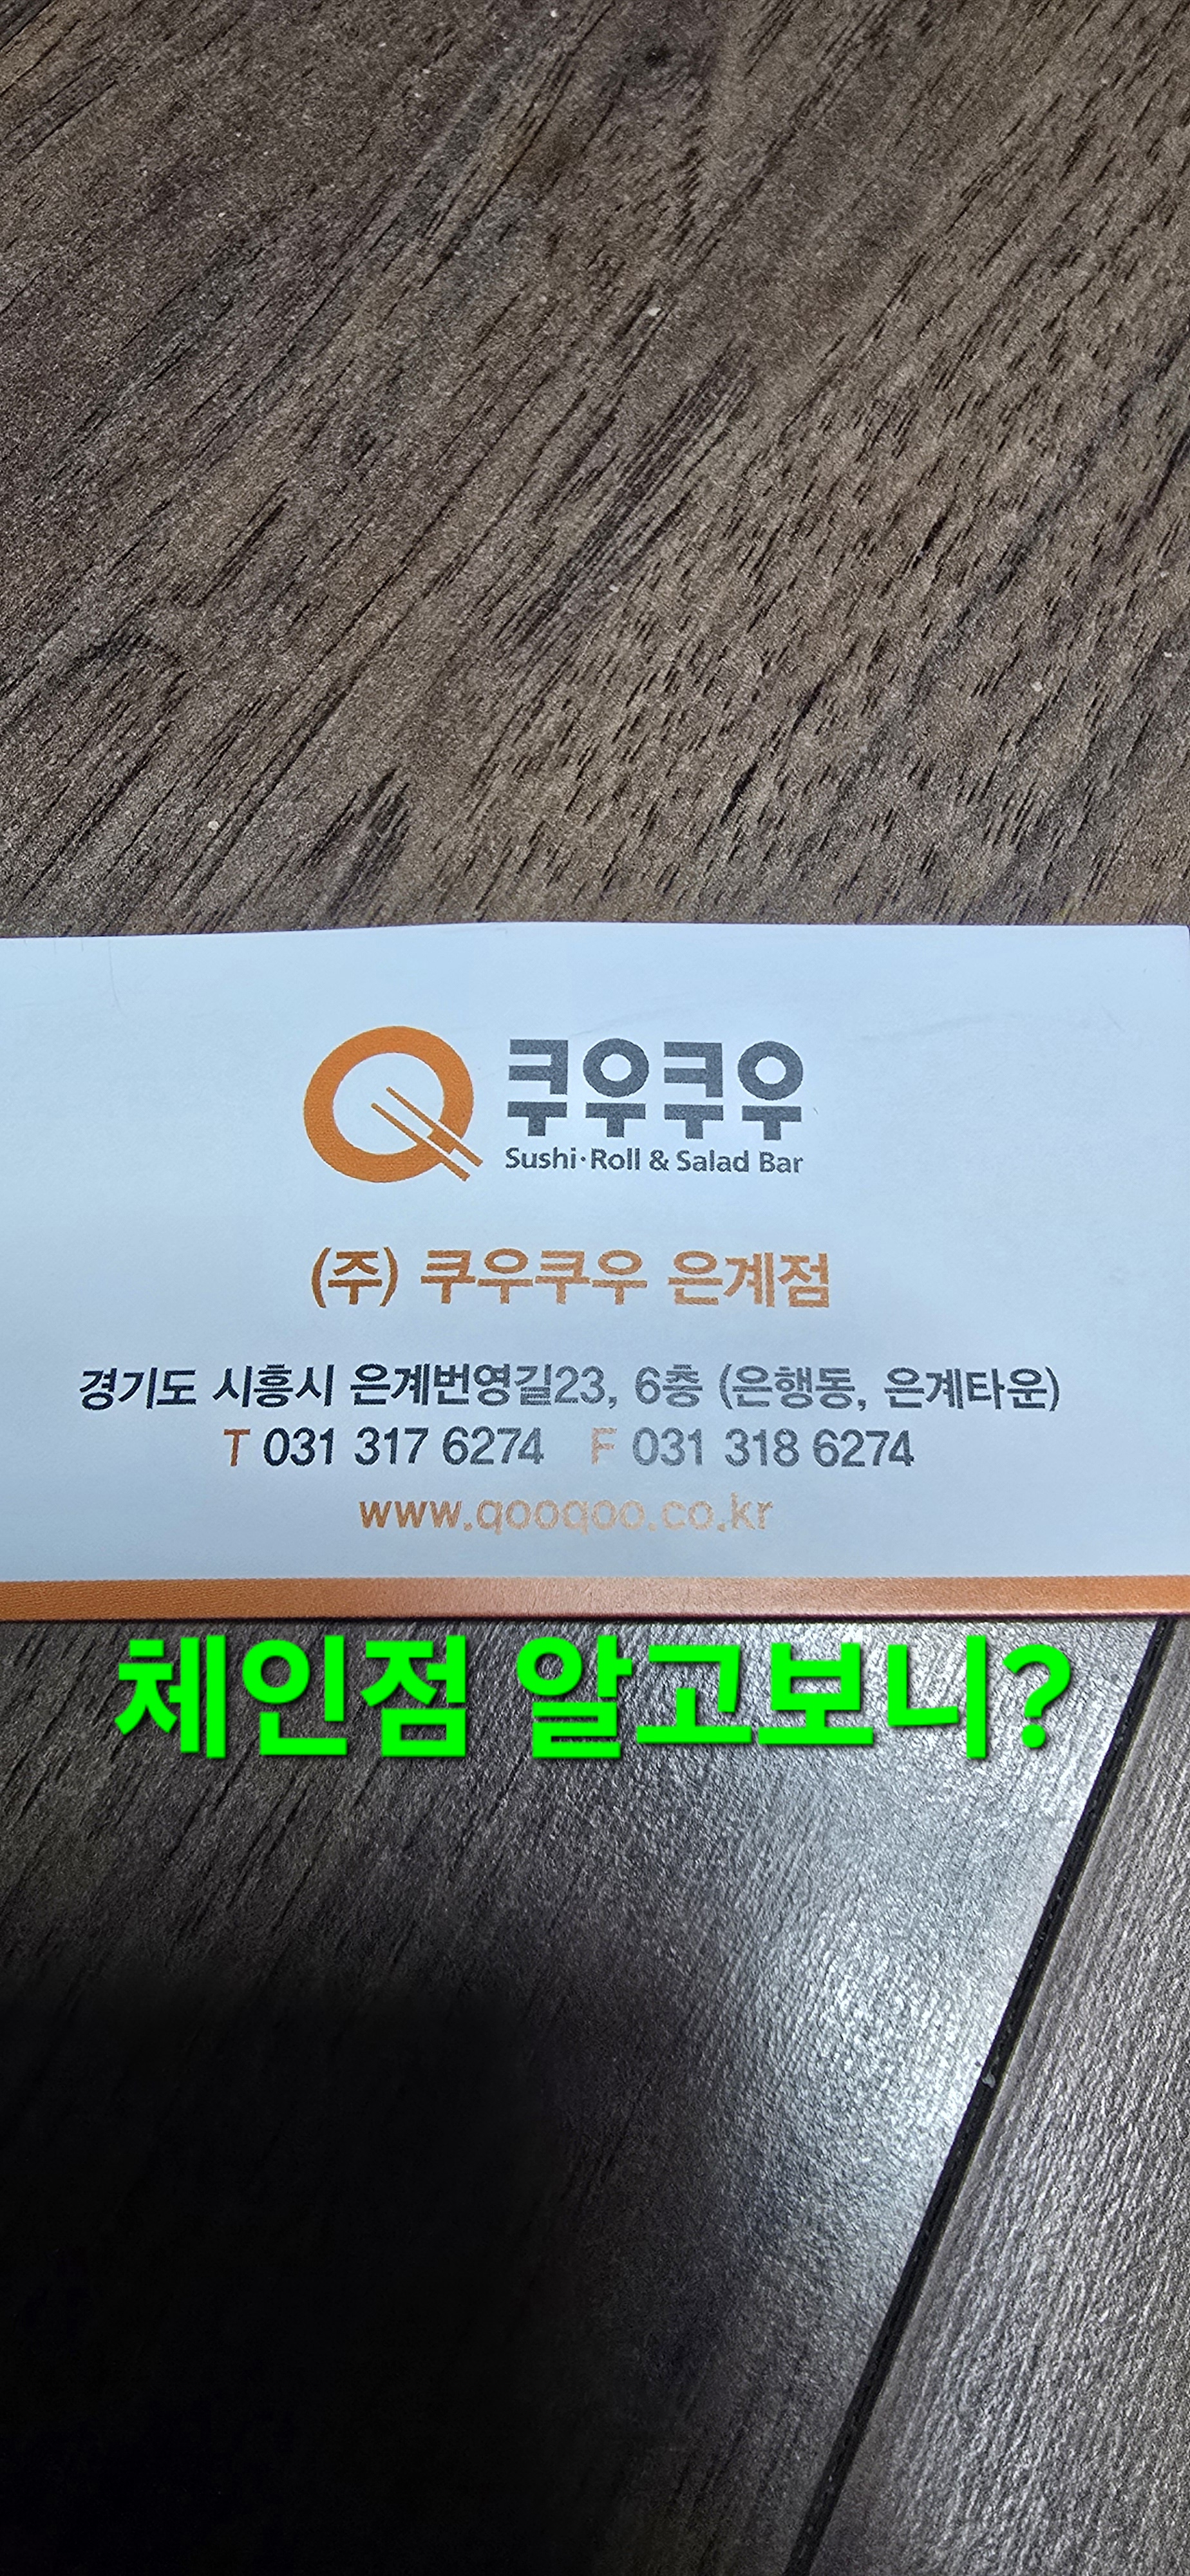 쿠우쿠우
Sushi·Roll & Salad Bar
(주) 쿠우쿠우 은계점
경기도 시흥시 은계번영길23, 6층 (은행동, 은계타운)
T 031 317 6274 F 031 318 6274
www.qooqoo.co.kr
체인점 알고보니?